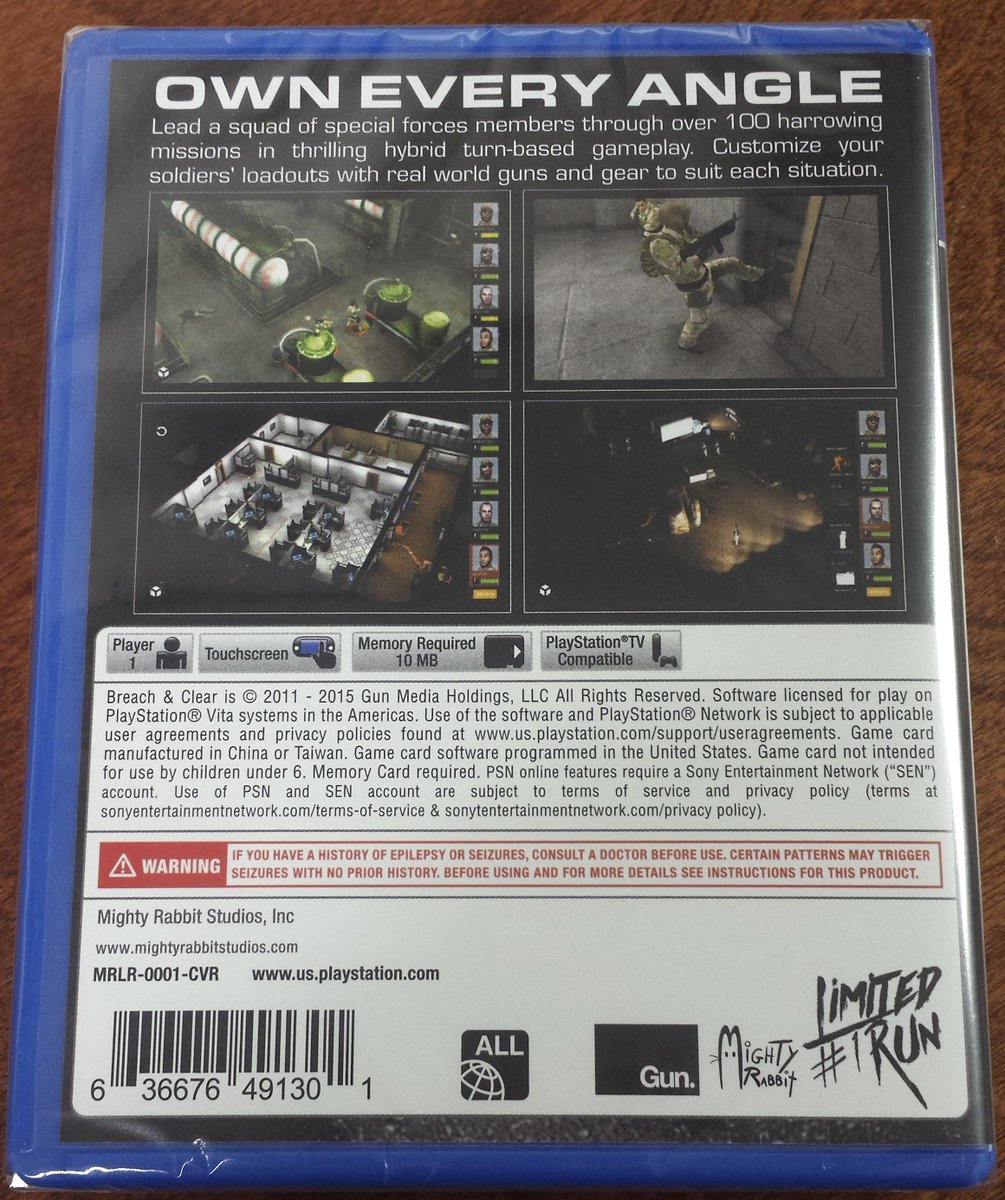 OWN EVERY ANGLE
Lead a squad of special forces members through over 100 harrowing
missions in thrilling hybrid turn-based gameplay. Customize your
soldiers' loadouts with real world guns and gear to suit each situation.
BREACH
BREACH
Player
1
Touchscreen
Memory Required
10 MB
PlayStation®TV
Compatible
Breach & Clear is © 2011 - 2015 Gun Media Holdings, LLC All Rights Reserved. Software licensed for play on
PlayStation® Vita systems in the Americas. Use of the software and PlayStation® Network is subject to applicable
user agreements and privacy policies found at www.us.playstation.com/support/useragreements. Game card
manufactured in China or Taiwan. Game card software programmed in the United States. Game card not intended
for use by children under 6. Memory Card required. PSN online features require a Sony Entertainment Network (“SEN”)
account. Use of PSN and SEN account are subject to terms of service and privacy policy (terms at
sonyentertainmentnetwork.com/terms-of-service & sonytentertainmentnetwork.com/privacy policy).
WARNING
IF YOU HAVE A HISTORY OF EPILEPSY OR SEIZURES, CONSULT A DOCTOR BEFORE USE. CERTAIN PATTERNS MAY TRIGGER
SEIZURES WITH NO PRIOR HISTORY. BEFORE USING AND FOR MORE DETAILS SEE INSTRUCTIONS FOR THIS PRODUCT.
Mighty Rabbit Studios, Inc
www.mightyrabbitstudios.com
MRLR-0001-CVR www.us.playstation.com
6 36676 49130 1
ALL
Gun.
MIGHTY
RABBIT
LIMITED
#1 RUN